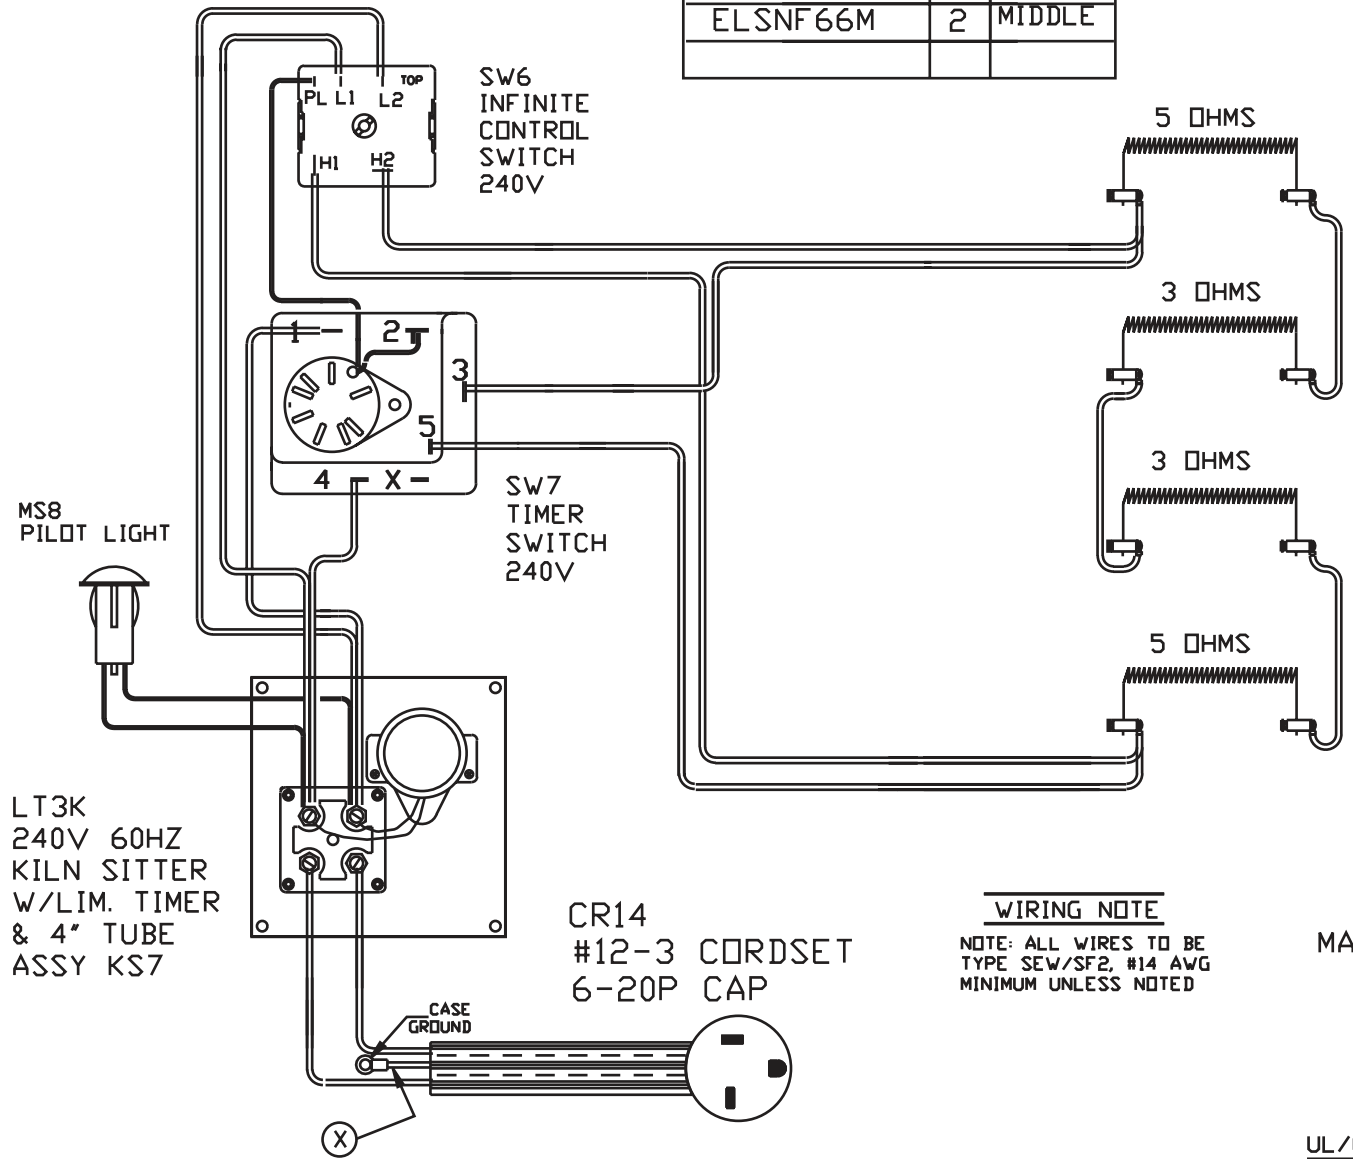 ELSNF66M 2 MIDDLE
SW6
INFINITE
CONTROL
SWITCH
240V
PL L1 L2 TOP
H1 H2
5 OHMS
3 OHMS
3 OHMS
5 OHMS
1 2
3
5
4 X
SW7
TIMER
SWITCH
240V
MS8
PILOT LIGHT
LT3K
240V 60HZ
KILN SITTER
W/LIM. TIMER
& 4" TUBE
ASSY KS7
CR14
#12-3 CORDSET
6-20P CAP
CASE
GROUND
X
WIRING NOTE
NOTE: ALL WIRES TO BE
TYPE SEW/SF2, #14 AWG
MINIMUM UNLESS NOTED
MA
UL/